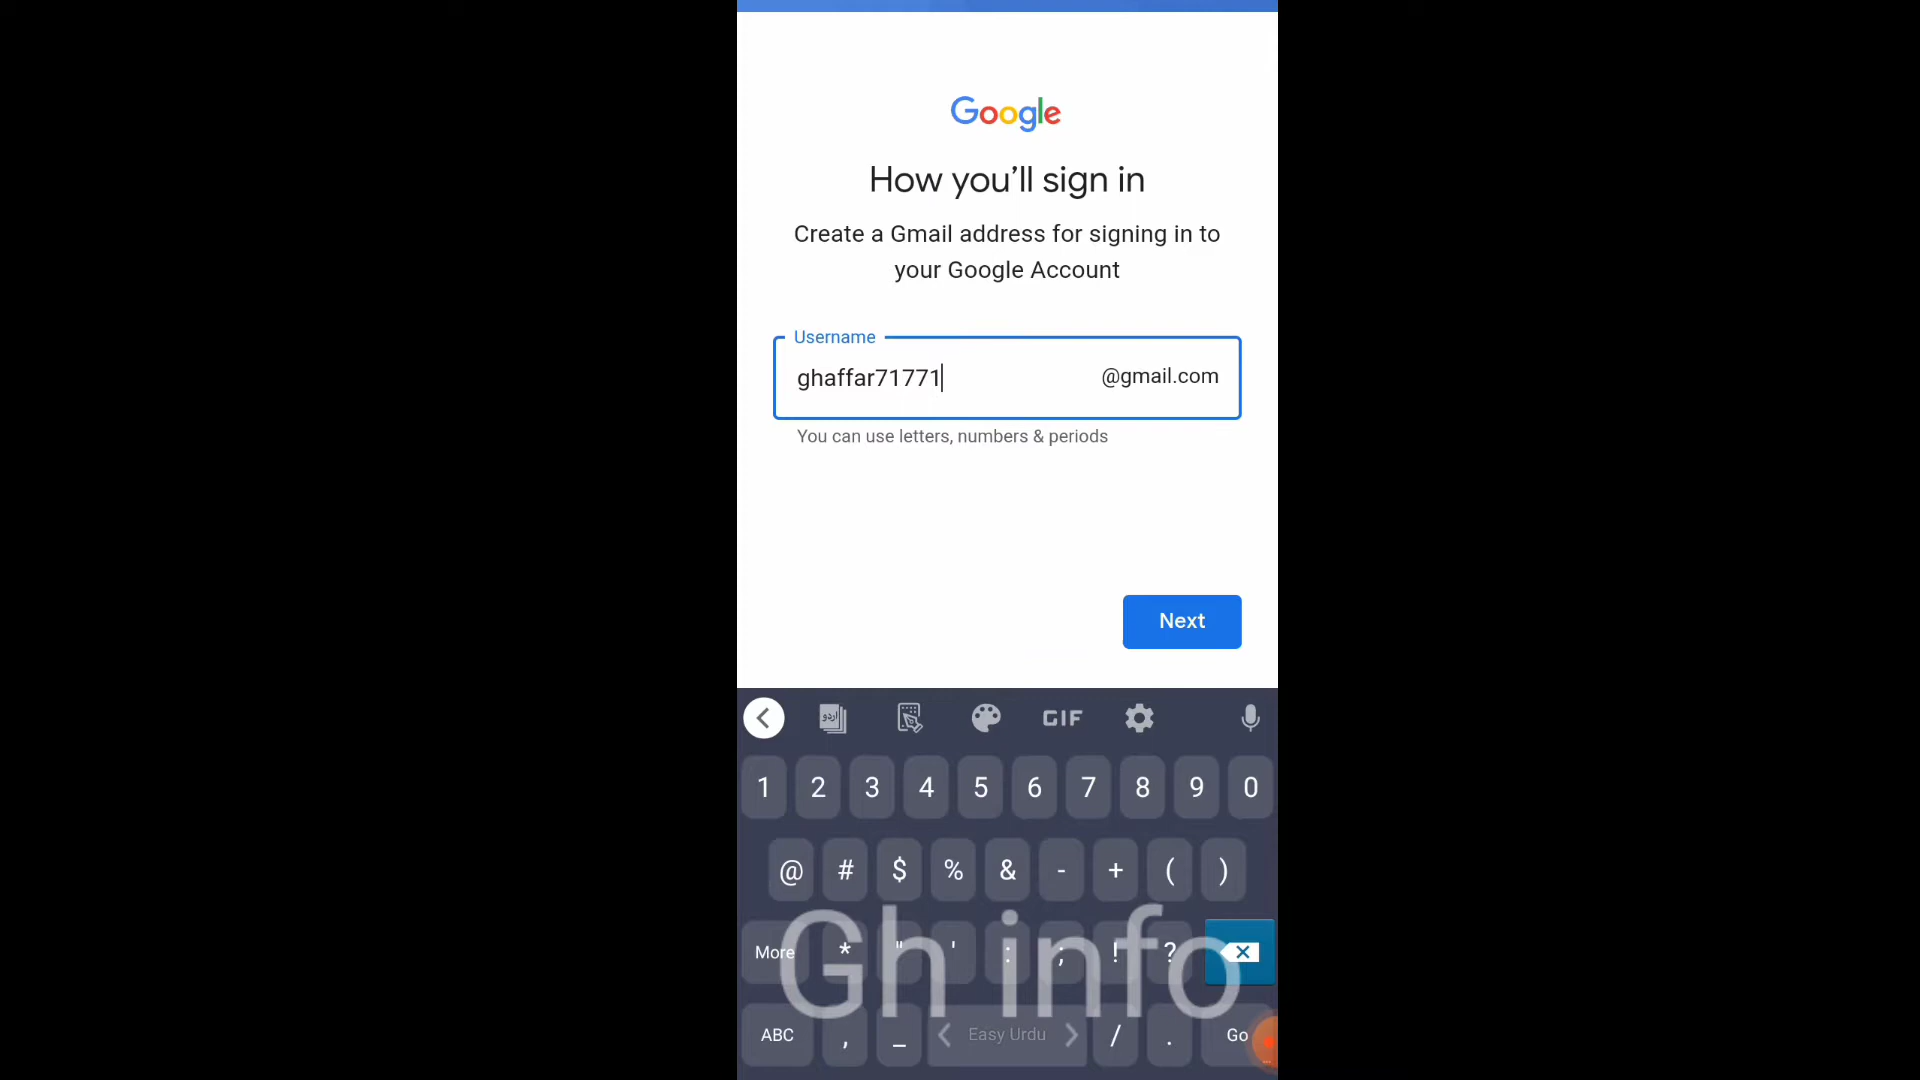 Google
How you’ll sign in
Create a Gmail address for signing in to
your Google Account
Username
ghaffar71771
@gmail.com
You can use letters, numbers & periods
Next
اردو
GIF
1 2 3 4 5 6 7 8 9 0
@ # $ % & - + ( )
More * " ' : ; ! ?
Gh info
ABC , _ Easy Urdu / . Go